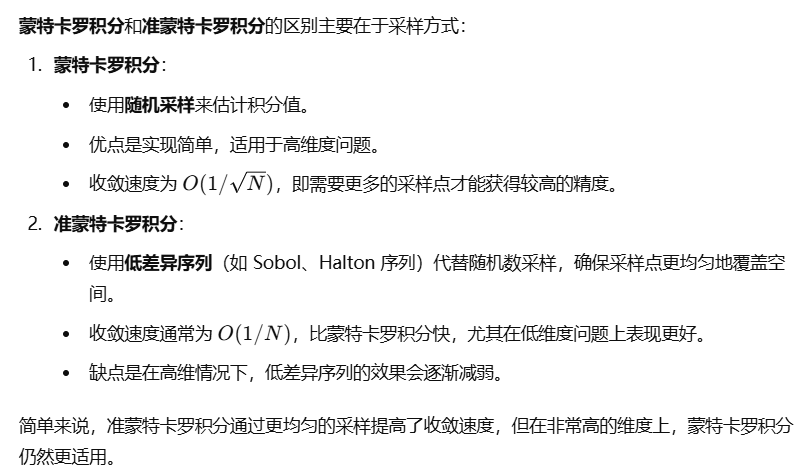 蒙特卡罗积分和准蒙特卡罗积分的区别主要在于采样方式：
1. 蒙特卡罗积分：
• 使用随机采样来估计积分值。
• 优点是实现简单，适用于高维度问题。
• 收敛速度为 O(1/√N)，即需要更多的采样点才能获得较高的精度。
2. 准蒙特卡罗积分：
• 使用低差异序列（如 Sobol、Halton 序列）代替随机数采样，确保采样点更均匀地覆盖空
间。
• 收敛速度通常为 O(1/N)，比蒙特卡罗积分快，尤其在低维度问题上表现更好。
• 缺点是在高维情况下，低差异序列的效果会逐渐减弱。
简单来说，准蒙特卡罗积分通过更均匀的采样提高了收敛速度，但在非常高的维度上，蒙特卡罗积分
仍然更适用。